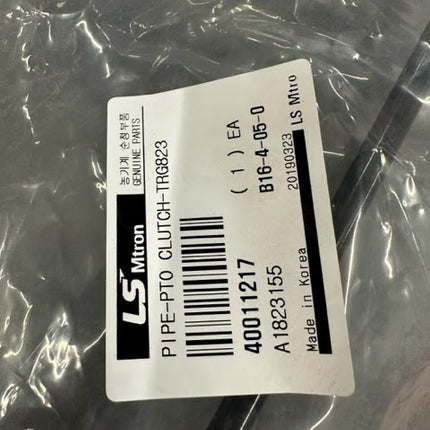 농기계 순정부품
GENUINE PARTS
LS Mtron
PIPE-PTO CLUTCH-TRG823
( 1 ) EA
40011217
B16-4-05-0
A1823155
20190323 LS Mtro
Made in Korea